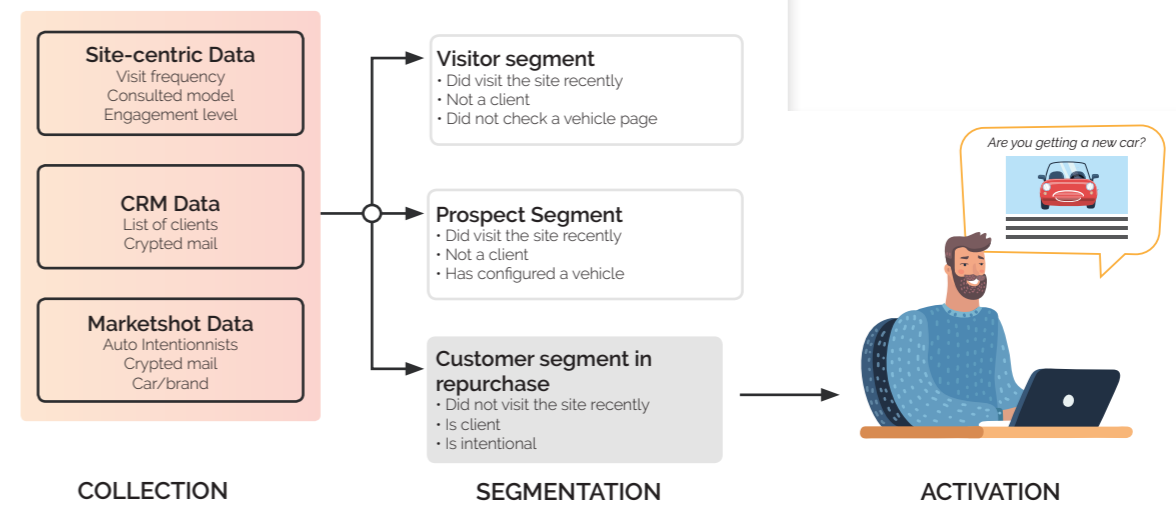 Site-centric Data
Visit frequency
Consulted model
Engagement level
CRM Data
List of clients
Crypted mail
Marketshot Data
Auto Intentionnists
Crypted mail
Car/brand
COLLECTION
Visitor segment
• Did visit the site recently
• Not a client
• Did not check a vehicle page
Prospect Segment
• Did visit the site recently
• Not a client
• Has configured a vehicle
Customer segment in
repurchase
• Did not visit the site recently
• Is client
• Is intentional
SEGMENTATION
Are you getting a new car?
ACTIVATION